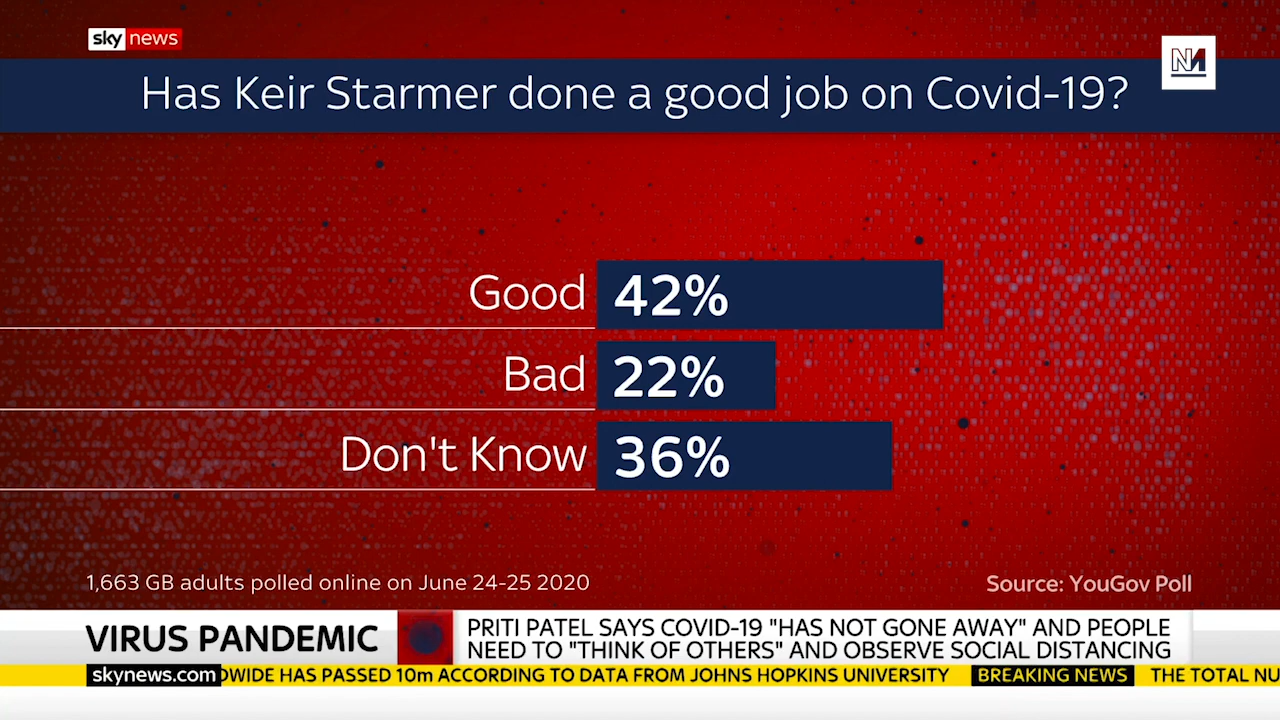 sky news
Has Keir Starmer done a good job on Covid-19?
Good 42%
Bad 22%
Don't Know 36%
1,663 GB adults polled online on June 24-25 2020
Source: YouGov Poll
VIRUS PANDEMIC
PRITI PATEL SAYS COVID-19 "HAS NOT GONE AWAY" AND PEOPLE
NEED TO "THINK OF OTHERS" AND OBSERVE SOCIAL DISTANCING
skynews.com DWIDE HAS PASSED 10m ACCORDING TO DATA FROM JOHNS HOPKINS UNIVERSITY BREAKING NEWS THE TOTAL NU